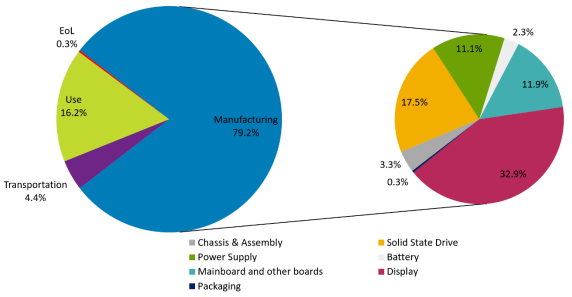 EoL
0.3%
Use
16.2%
Transportation
4.4%
Manufacturing
79.2%
2.3%
11.1%
11.9%
17.5%
3.3%
0.3%
32.9%
Chassis & Assembly
Solid State Drive
Power Supply
Battery
Mainboard and other boards
Display
Packaging